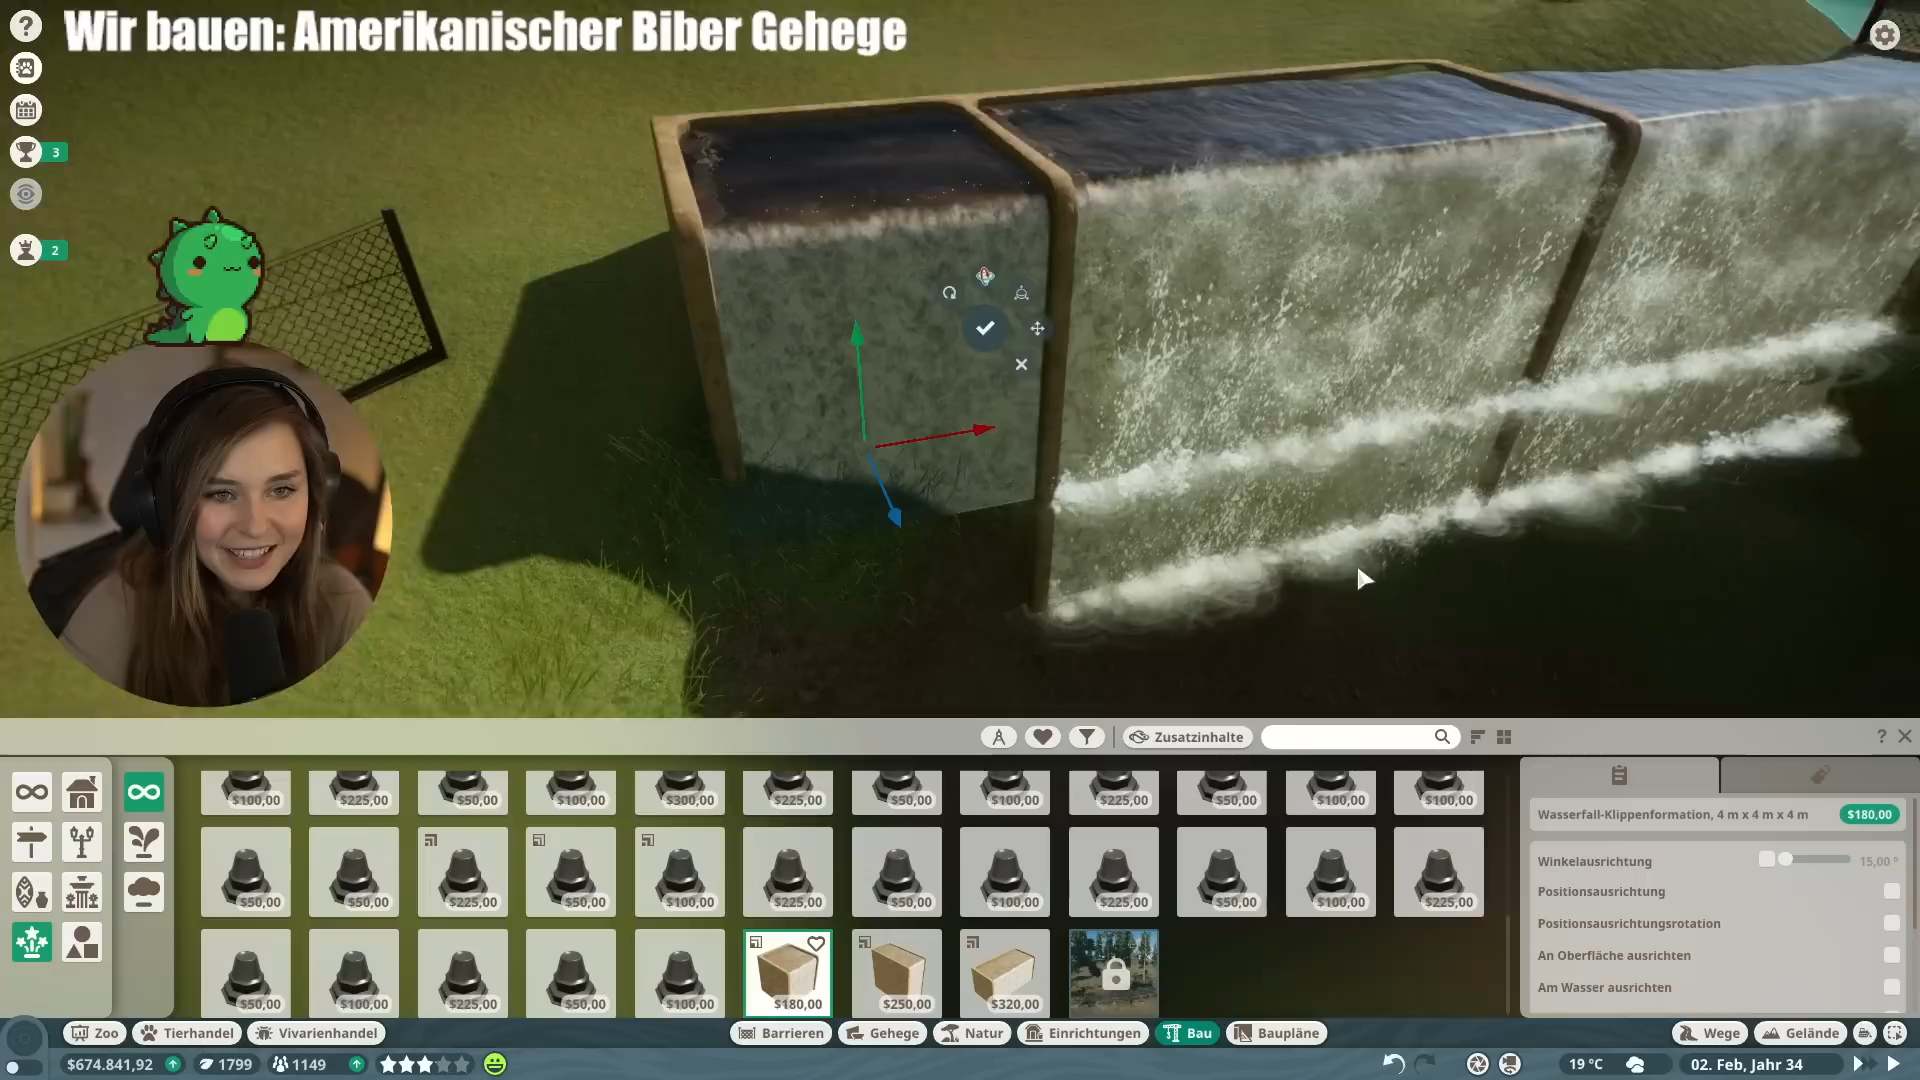 Wir bauen: Amerikanischer Biber Gehege
3
2
Zusatzinhalte
?
$100,00 $225,00 $50,00 $100,00 $300,00 $225,00 $50,00 $100,00 $225,00 $50,00 $100,00 $100,00
$50,00 $50,00 $225,00 $50,00 $100,00 $225,00 $50,00 $100,00 $225,00 $50,00 $100,00 $225,00
$50,00 $100,00 $225,00 $50,00 $100,00 $180,00 $250,00 $320,00
Wasserfall-Klippenformation, 4 m x 4 m x 4 m $180,00
Winkelausrichtung 15,00 °
Positionsausrichtung
Positionsausrichtungsrotation
An Oberfläche ausrichten
Am Wasser ausrichten
Zoo Tierhandel Vivarienhandel Barrieren Gehege Natur Einrichtungen Bau Baupläne Wege Gelände
$674.841,92 1799 1149 19 °C 02. Feb, Jahr 34